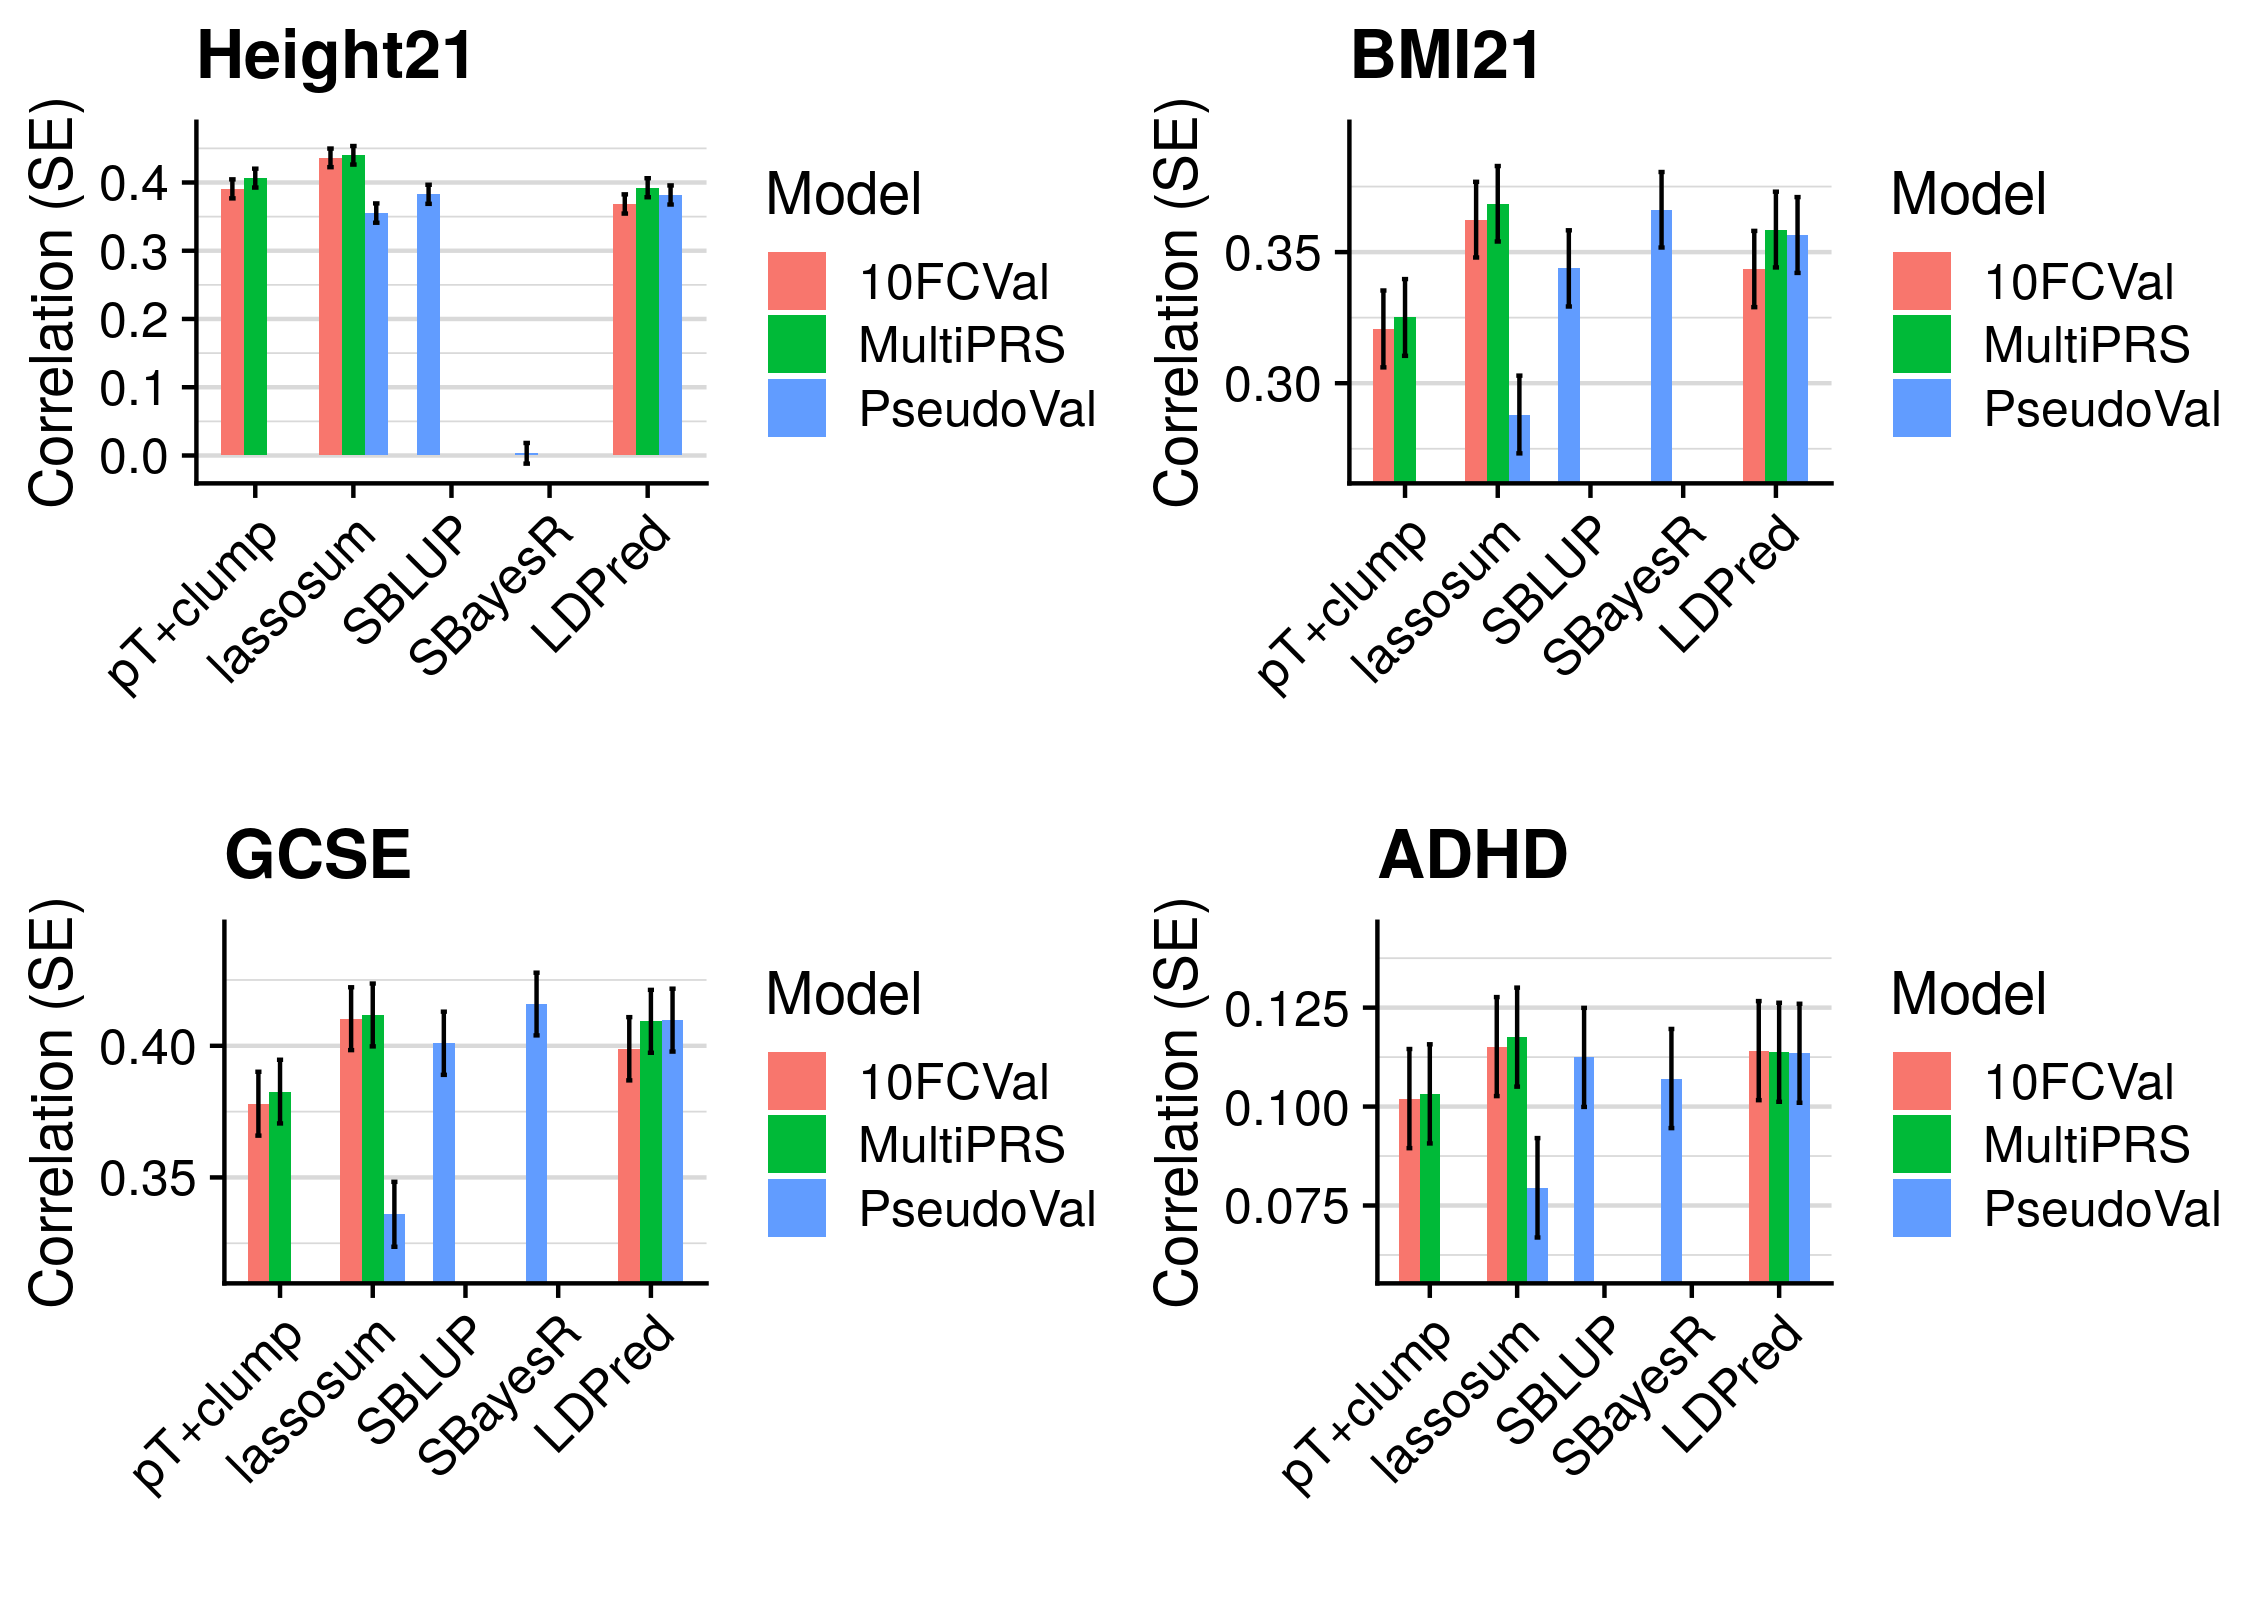 Height21
Correlation (SE)
0.4
0.3
0.2
0.1
0.0
pT+clump
lassosum
SBLUP
SBayesR
LDPred
Model
10FCVal
MultiPRS
PseudoVal
BMI21
Correlation (SE)
0.35
0.30
pT+clump
lassosum
SBLUP
SBayesR
LDPred
Model
10FCVal
MultiPRS
PseudoVal
GCSE
Correlation (SE)
0.40
0.35
pT+clump
lassosum
SBLUP
SBayesR
LDPred
Model
10FCVal
MultiPRS
PseudoVal
ADHD
Correlation (SE)
0.125
0.100
0.075
pT+clump
lassosum
SBLUP
SBayesR
LDPred
Model
10FCVal
MultiPRS
PseudoVal